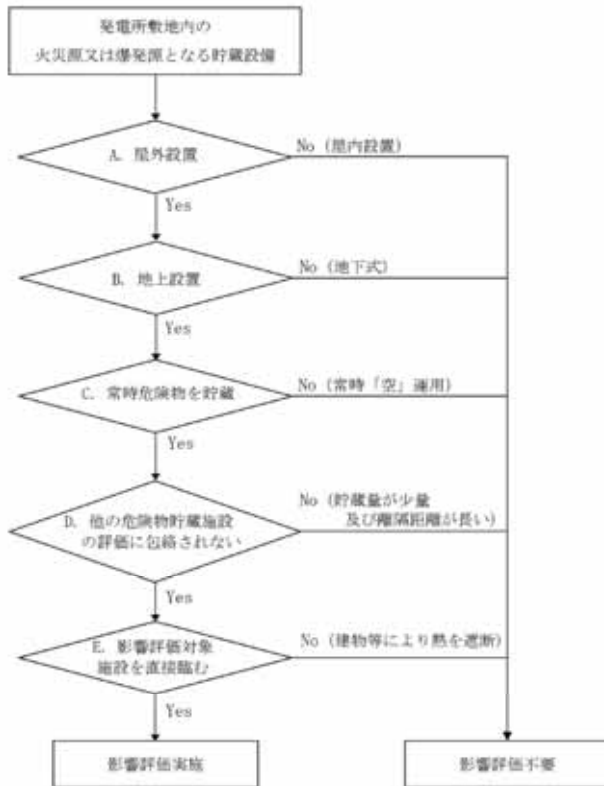 発電所敷地内の
火災源又は爆発源となる貯蔵設備
A. 屋外設置
No (屋内設置)
Yes
B. 地上設置
No (地下式)
Yes
C. 常時危険物を貯蔵
No (常時「空」運用)
Yes
D. 他の危険物貯蔵施設
の評価に包絡されない
No (貯蔵量が少量
及び離隔距離が長い)
Yes
E. 影響評価対象
施設を直接臨む
No (建物等により熱を遮断)
Yes
影響評価実施
影響評価不要